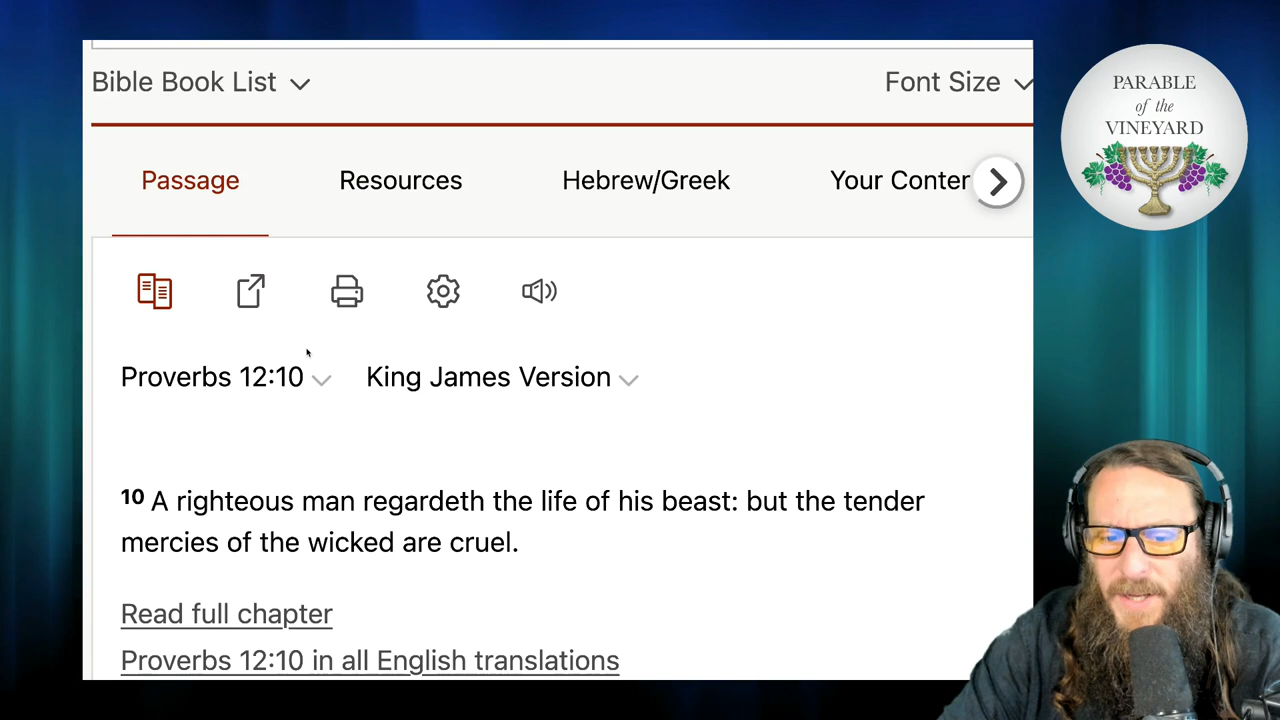 Bible Book List
Font Size
PARABLE
of the
VINEYARD
Passage
Resources
Hebrew/Greek
Your Conter
Proverbs 12:10
King James Version
10 A righteous man regardeth the life of his beast: but the tender
mercies of the wicked are cruel.
Read full chapter
Proverbs 12:10 in all English translations